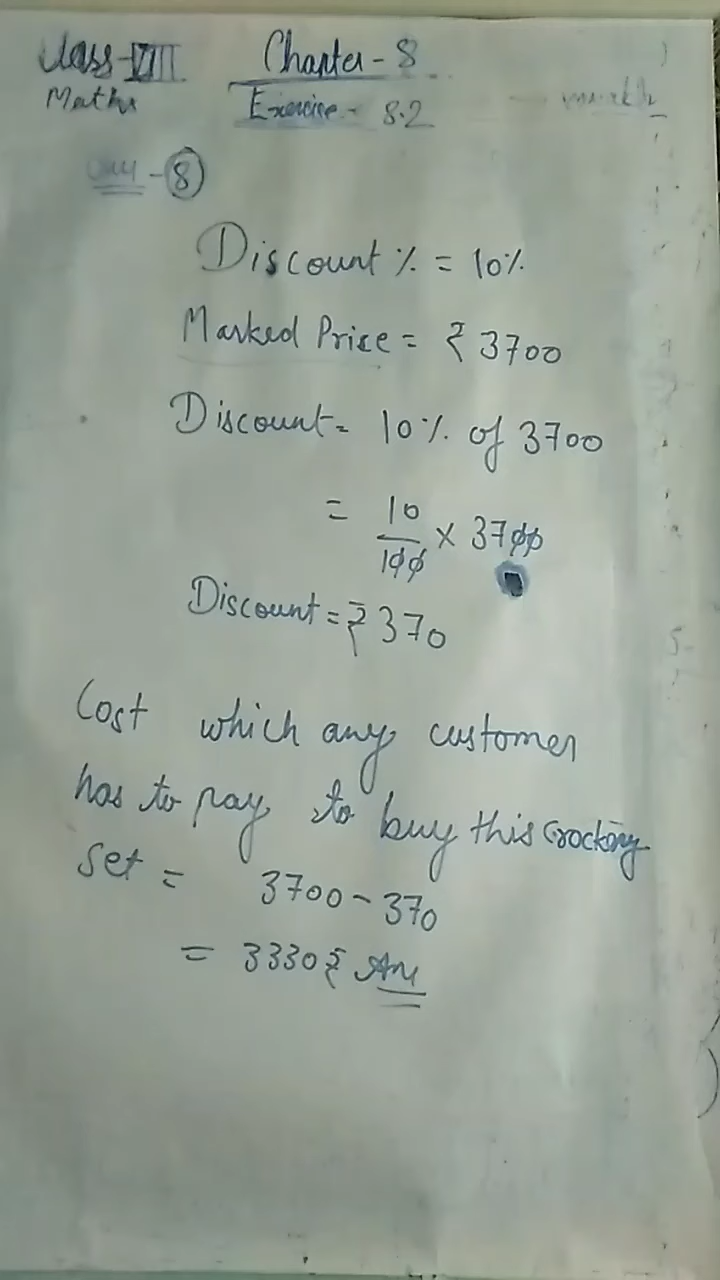 Class-VIII
Chapter-8
Maths
Exercise- 8.2
Ans-8
Discount % = 10%
Marked Price = ₹ 3700
Discount = 10% of 3700
= 10/100 × 3700
Discount = ₹ 370
Cost which any customer
has to pay to buy this crockery
set = 3700 - 370
= 3330 ₹ Ans